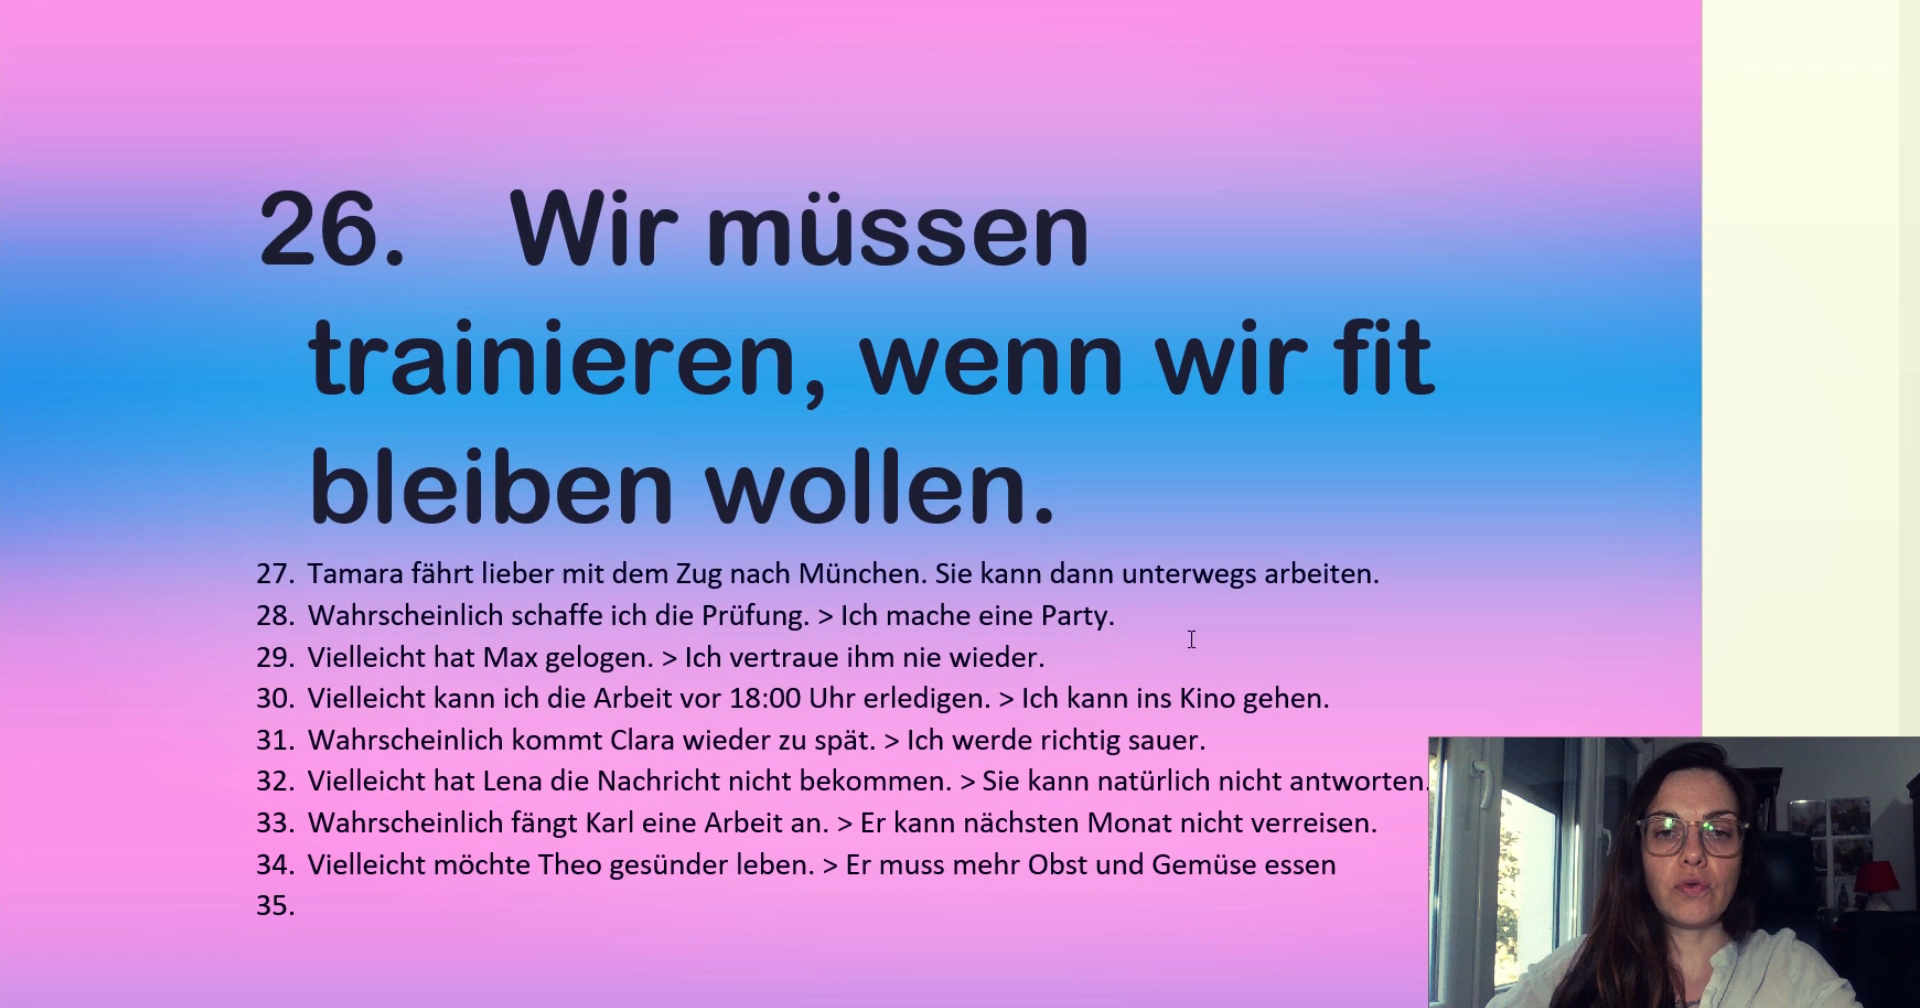 26. Wir müssen
trainieren, wenn wir fit
bleiben wollen.
27. Tamara fährt lieber mit dem Zug nach München. Sie kann dann unterwegs arbeiten.
28. Wahrscheinlich schaffe ich die Prüfung. > Ich mache eine Party.
29. Vielleicht hat Max gelogen. > Ich vertraue ihm nie wieder.
30. Vielleicht kann ich die Arbeit vor 18:00 Uhr erledigen. > Ich kann ins Kino gehen.
31. Wahrscheinlich kommt Clara wieder zu spät. > Ich werde richtig sauer.
32. Vielleicht hat Lena die Nachricht nicht bekommen. > Sie kann natürlich nicht antworten.
33. Wahrscheinlich fängt Karl eine Arbeit an. > Er kann nächsten Monat nicht verreisen.
34. Vielleicht möchte Theo gesünder leben. > Er muss mehr Obst und Gemüse essen
35.